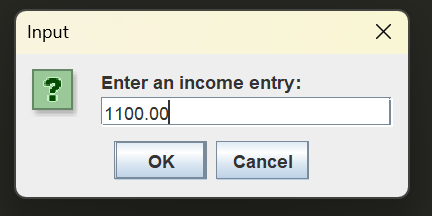 Input
Enter an income entry:
1100.00
OK
Cancel